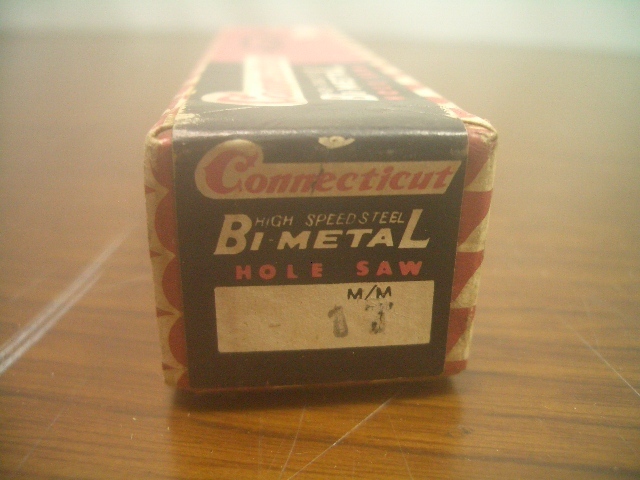 Connecticut
HIGH SPEED STEEL
BI-METAL
HOLE SAW
M/M